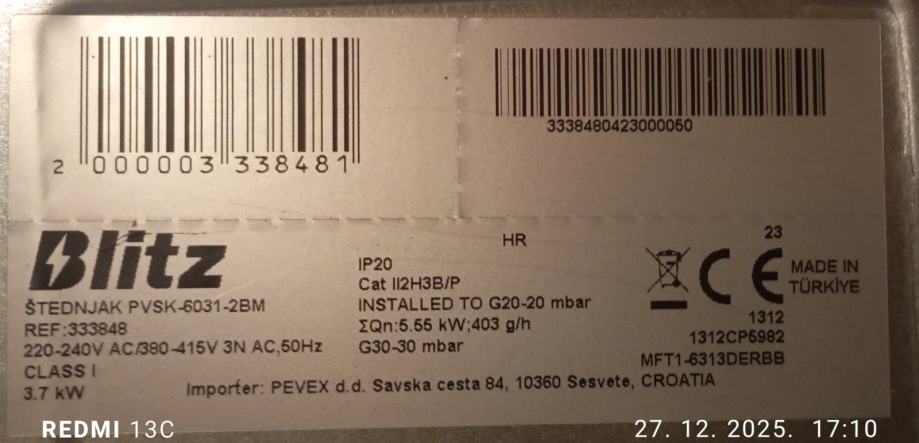 2 000003 338481
3338480423000050
Blitz
ŠTEDNJAK PVSK-6031-2BM
REF:333848
220-240V AC/380-415V 3N AC,50Hz
CLASS I
3.7 kW
HR
IP20
Cat II2H3B/P
INSTALLED TO G20-20 mbar
ΣQn:5.55 kW;403 g/h
G30-30 mbar
Importer: PEVEX d.d. Savska cesta 84, 10360 Sesvete, CROATIA
23
CE
MADE IN
TÜRKİYE
1312
1312CP5982
MFT1-6313DERBB
REDMI 13C
27. 12. 2025. 17:10